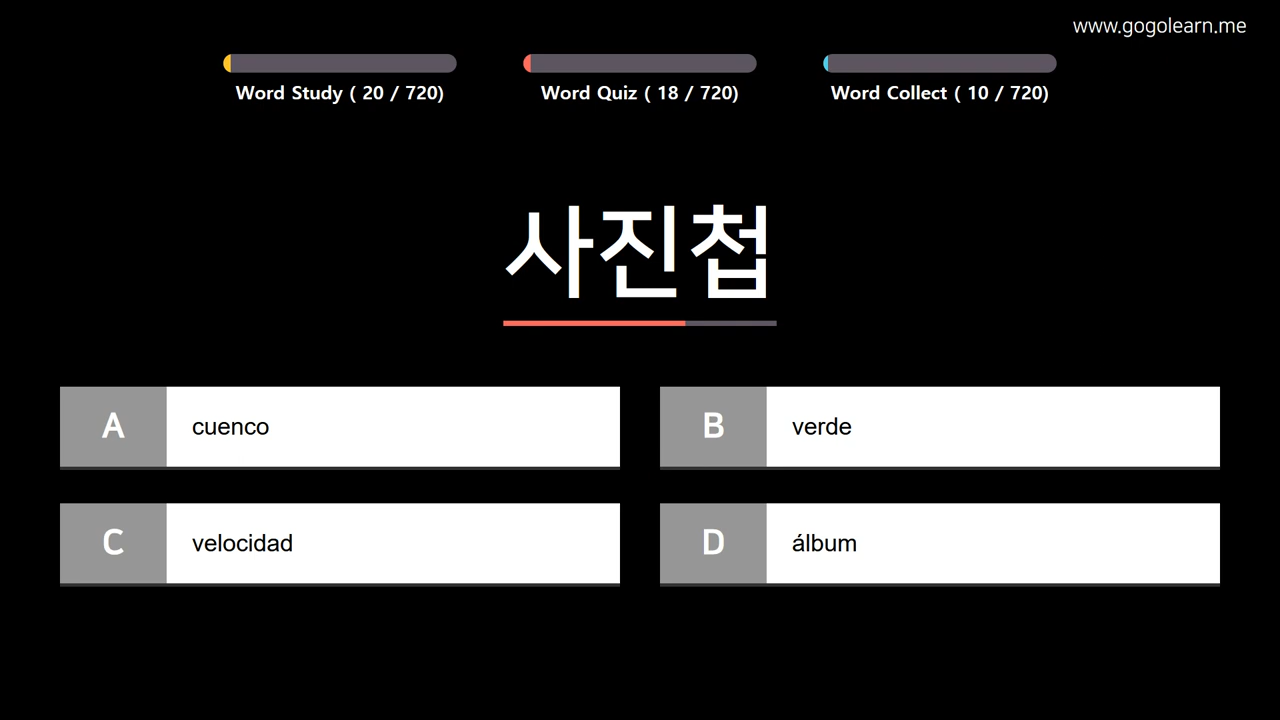 www.gogolearn.me
Word Study ( 20 / 720)
Word Quiz ( 18 / 720)
Word Collect ( 10 / 720)
사진첩
A cuenco
B verde
C velocidad
D álbum